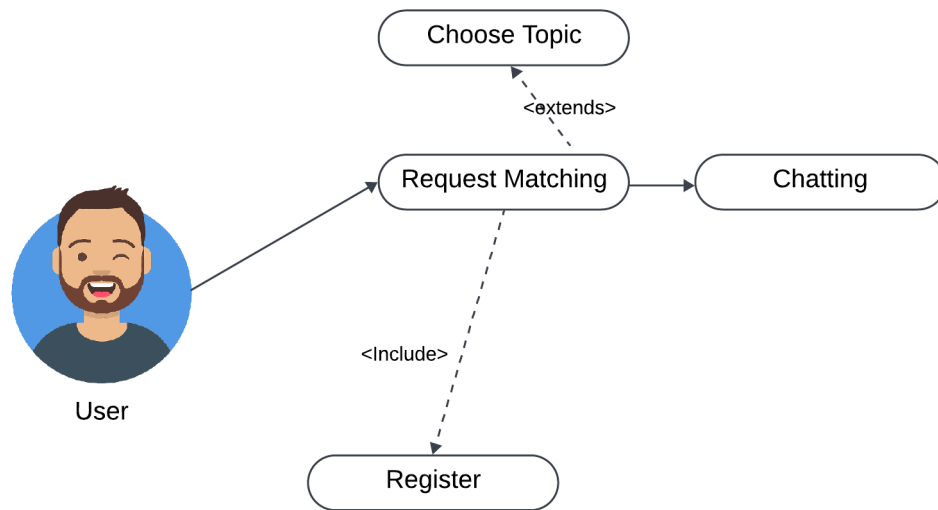 Choose Topic
<extends>
Request Matching
Chatting
<Include>
User
Register